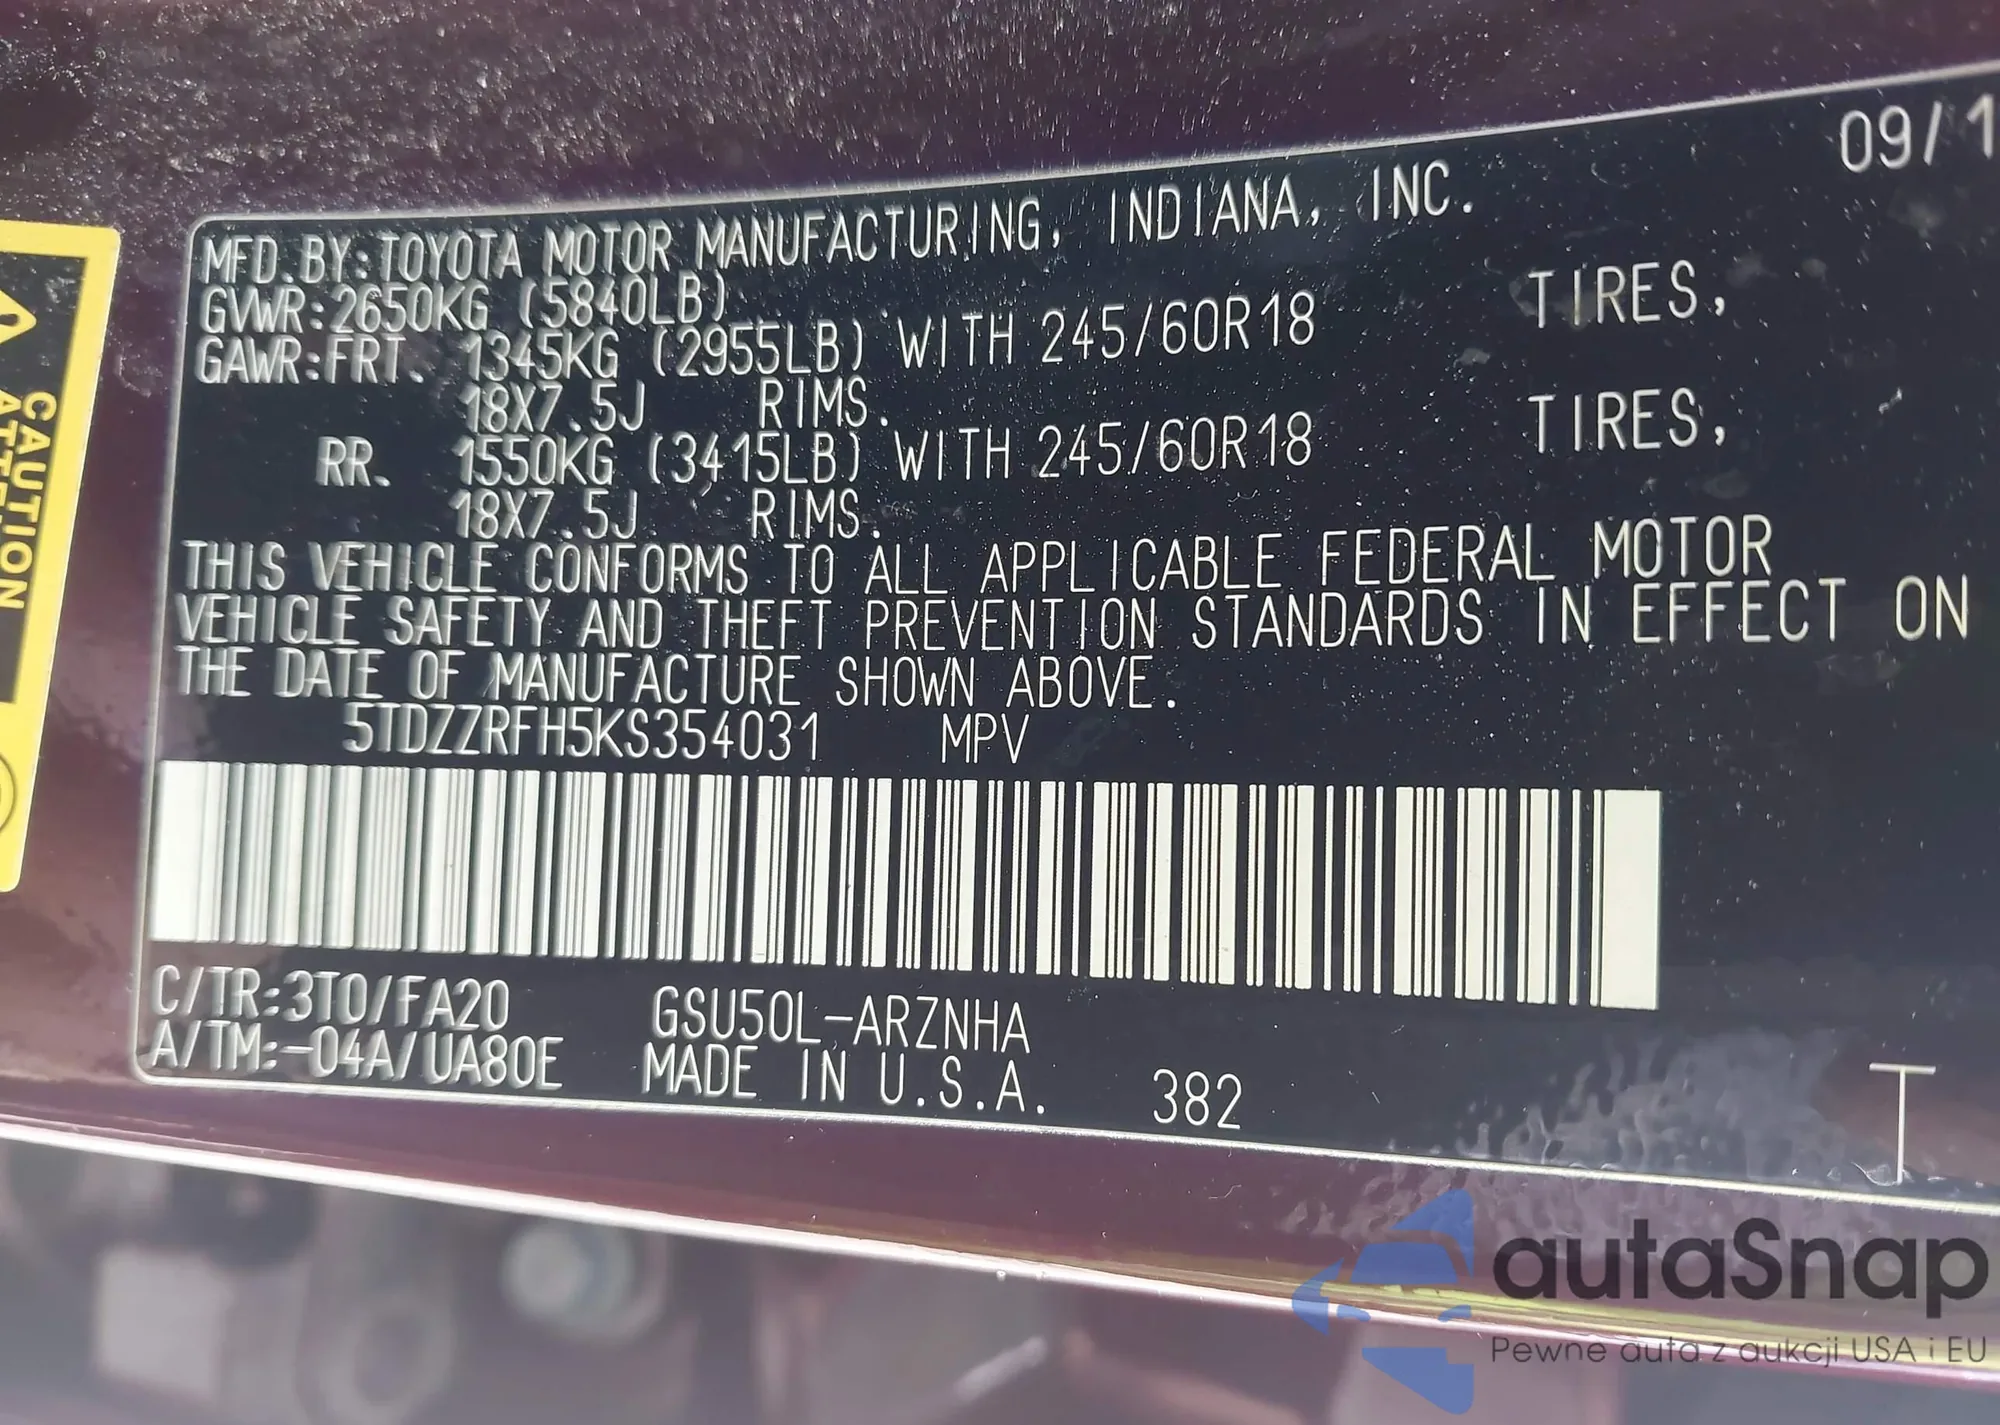 09/1
MFD.BY:TOYOTA MOTOR MANUFACTURING, INDIANA, INC.
GVWR:2650KG (5840LB)
GAWR:FRT. 1345KG (2955LB) WITH 245/60R18 TIRES,
18X7.5J RIMS.
RR. 1550KG (3415LB) WITH 245/60R18 TIRES,
18X7.5J RIMS.
THIS VEHICLE CONFORMS TO ALL APPLICABLE FEDERAL MOTOR
VEHICLE SAFETY AND THEFT PREVENTION STANDARDS IN EFFECT ON
THE DATE OF MANUFACTURE SHOWN ABOVE.
5TDZZRFH5KS354031 MPV
C/TR:3T0/FA20 GSU50L-ARZNHA
A/TM:-04A/UA80E MADE IN U.S.A. 382
T
CAUTION
autaSnap
Pewne auta z aukcji USA i EU